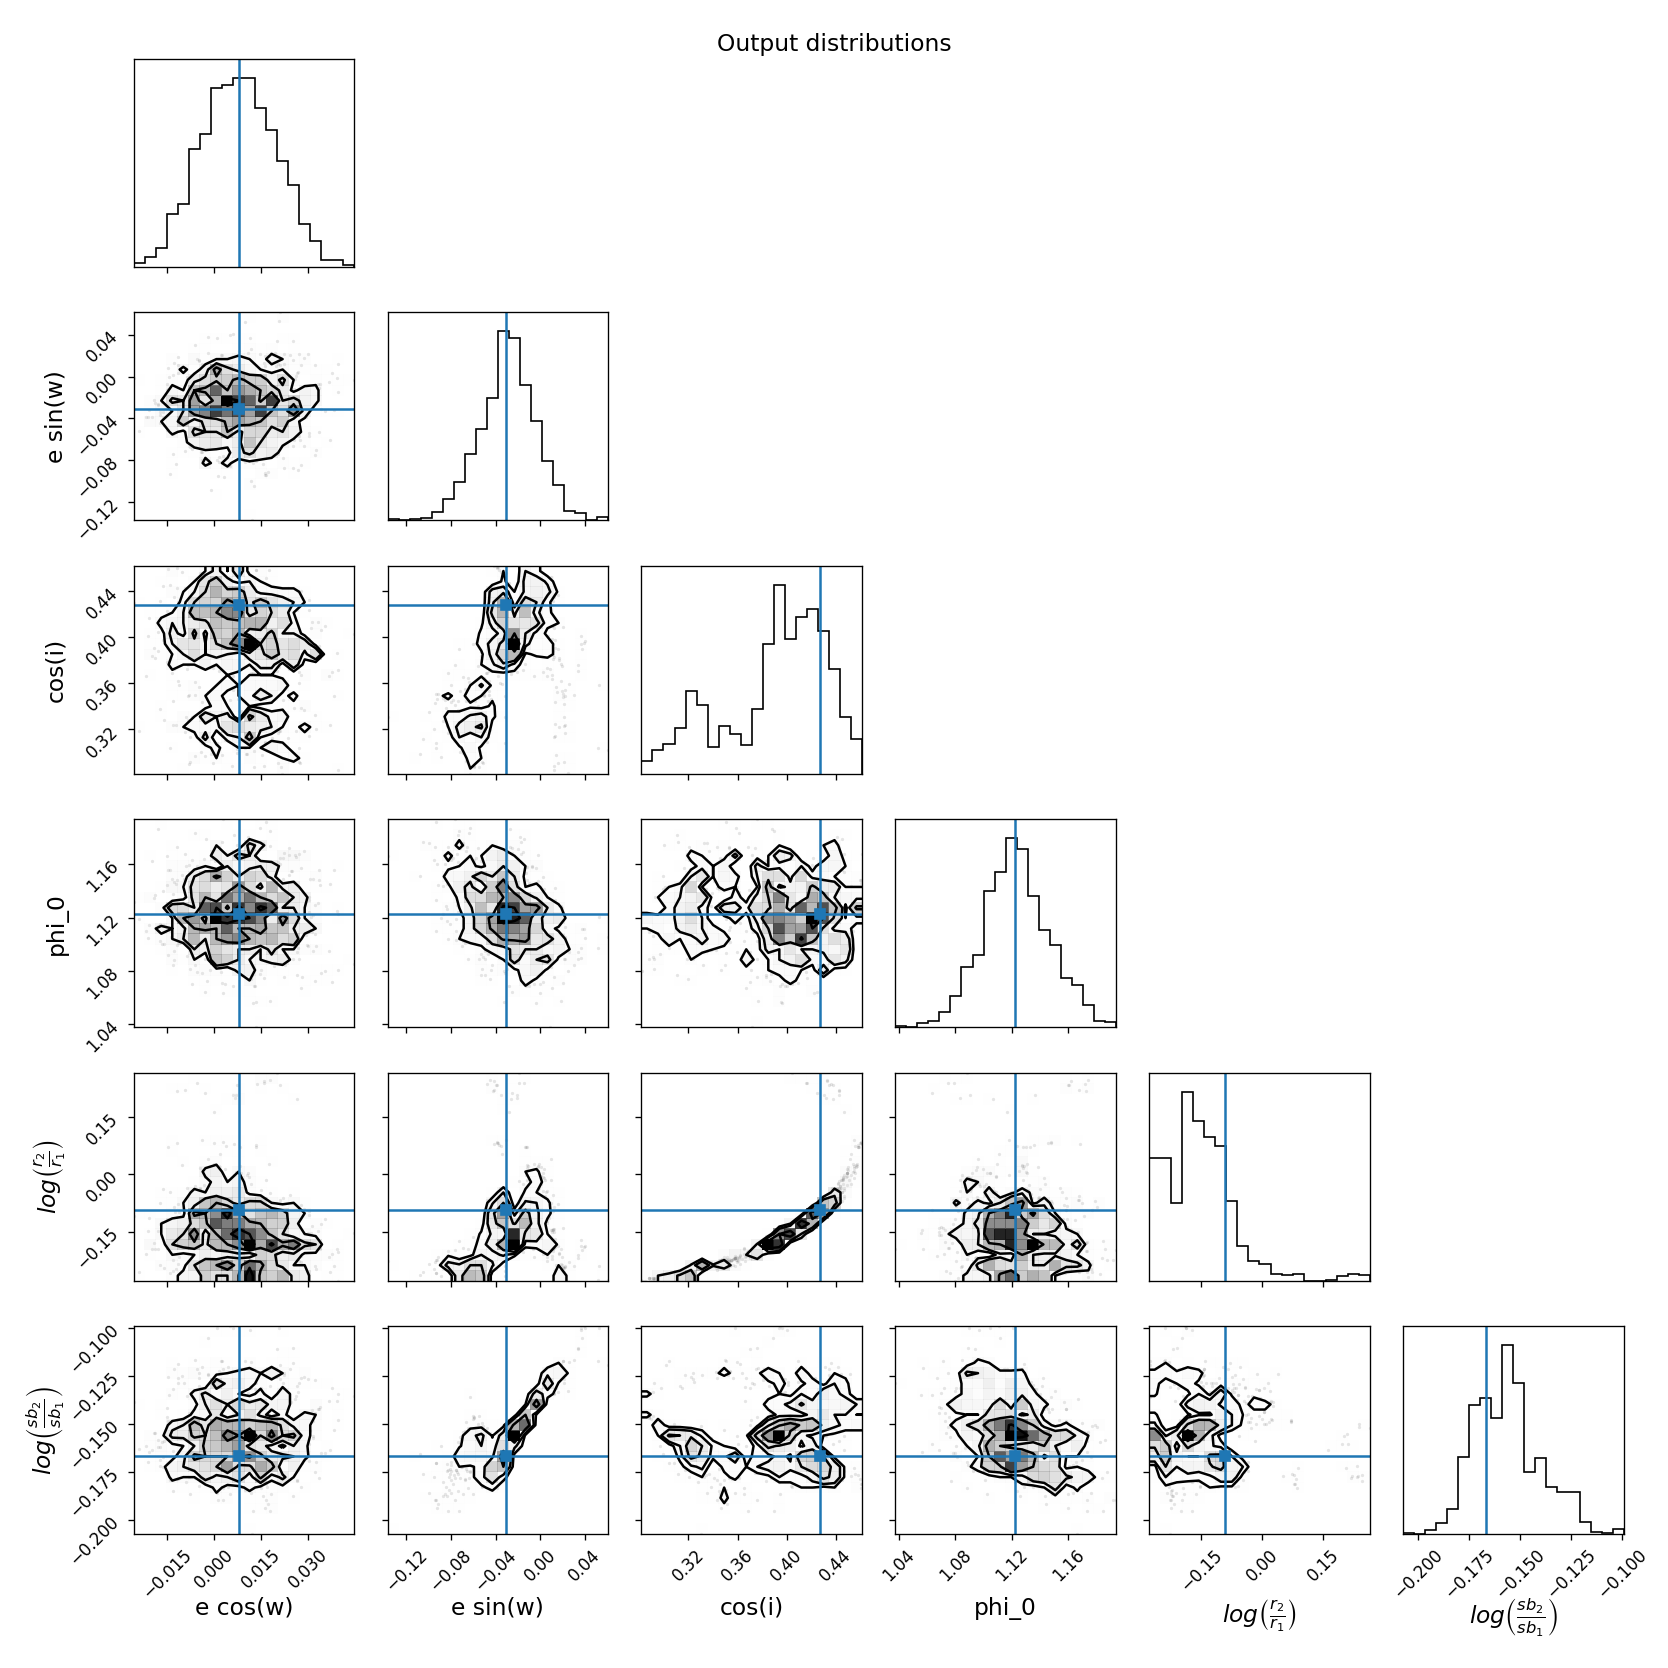 Output distributions
e sin(w)
0.04
0.00
−0.04
−0.08
−0.12
cos(i)
0.44
0.40
0.36
0.32
phi_0
1.16
1.12
1.08
1.04
log(r₂/r₁)
0.15
0.00
−0.15
log(sb₂/sb₁)
−0.100
−0.125
−0.150
−0.175
−0.200
−0.015 0.000 0.015 0.030
e cos(w)
−0.12 −0.08 −0.04 0.00 0.04
e sin(w)
0.32 0.36 0.40 0.44
cos(i)
1.04 1.08 1.12 1.16
phi_0
−0.15 0.00 0.15
log(r₂/r₁)
−0.200 −0.175 −0.150 −0.125 −0.100
log(sb₂/sb₁)